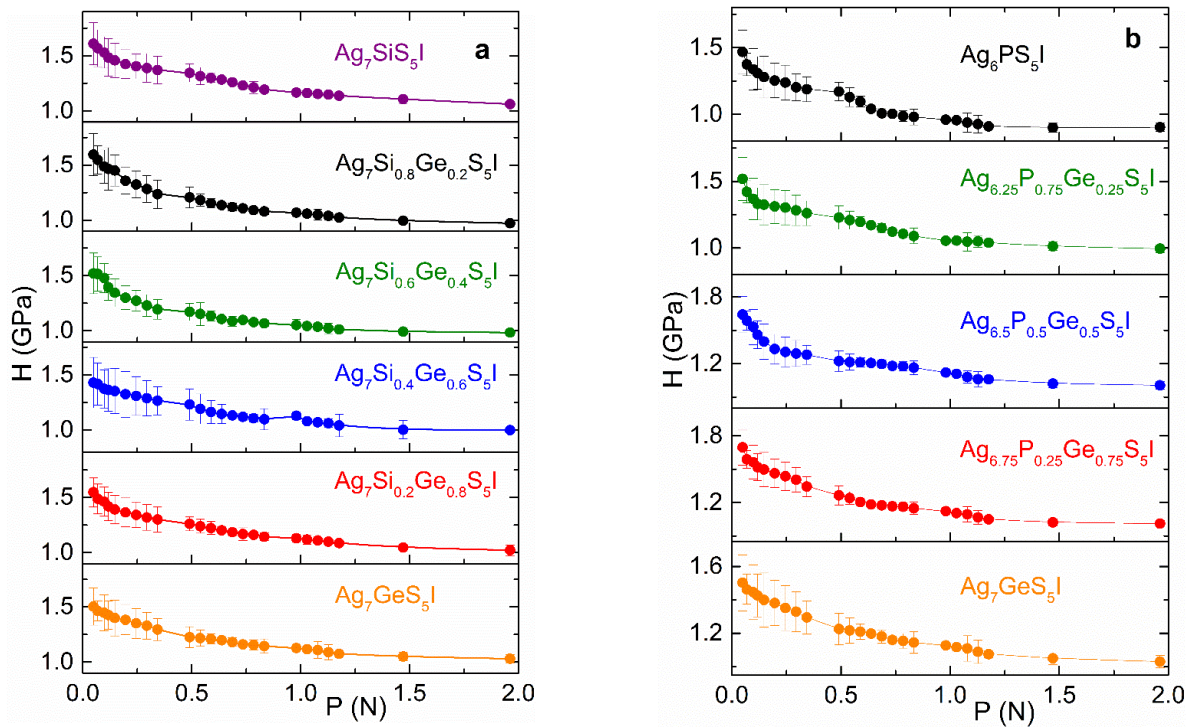 a
Ag7SiS5I
1.5
1.0
Ag7Si0.8Ge0.2S5I
1.5
1.0
Ag7Si0.6Ge0.4S5I
1.5
1.0
H (GPa)
Ag7Si0.4Ge0.6S5I
1.5
1.0
Ag7Si0.2Ge0.8S5I
1.5
1.0
Ag7GeS5I
1.5
1.0
0.0 0.5 1.0 1.5 2.0
P (N)
b
Ag6PS5I
1.5
1.0
Ag6.25P0.75Ge0.25S5I
1.5
1.0
H (GPa)
1.8
Ag6.5P0.5Ge0.5S5I
1.2
1.8
Ag6.75P0.25Ge0.75S5I
1.2
1.6
Ag7GeS5I
1.2
0.0 0.5 1.0 1.5 2.0
P (N)